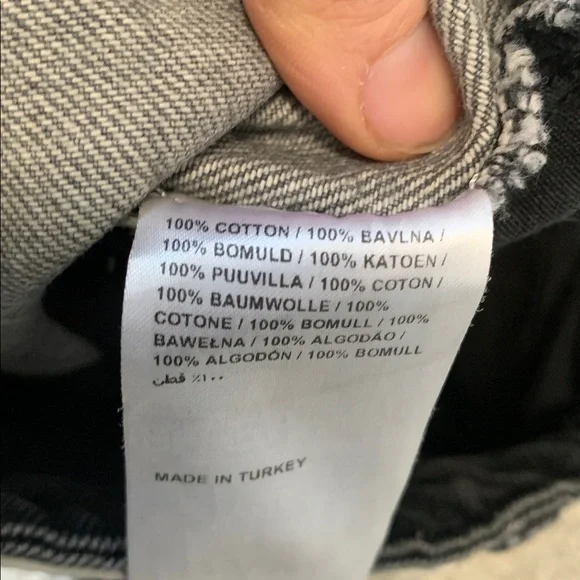 100% COTTON / 100% BAVLNA /
100% BOMULD / 100% KATOEN /
100% PUUVILLA / 100% COTON /
100% BAUMWOLLE / 100%
COTONE / 100% BOMULL / 100%
BAWEŁNA / 100% ALGODÃO /
100% ALGODÓN / 100% BOMULL
١٠٠٪ قطن
MADE IN TURKEY